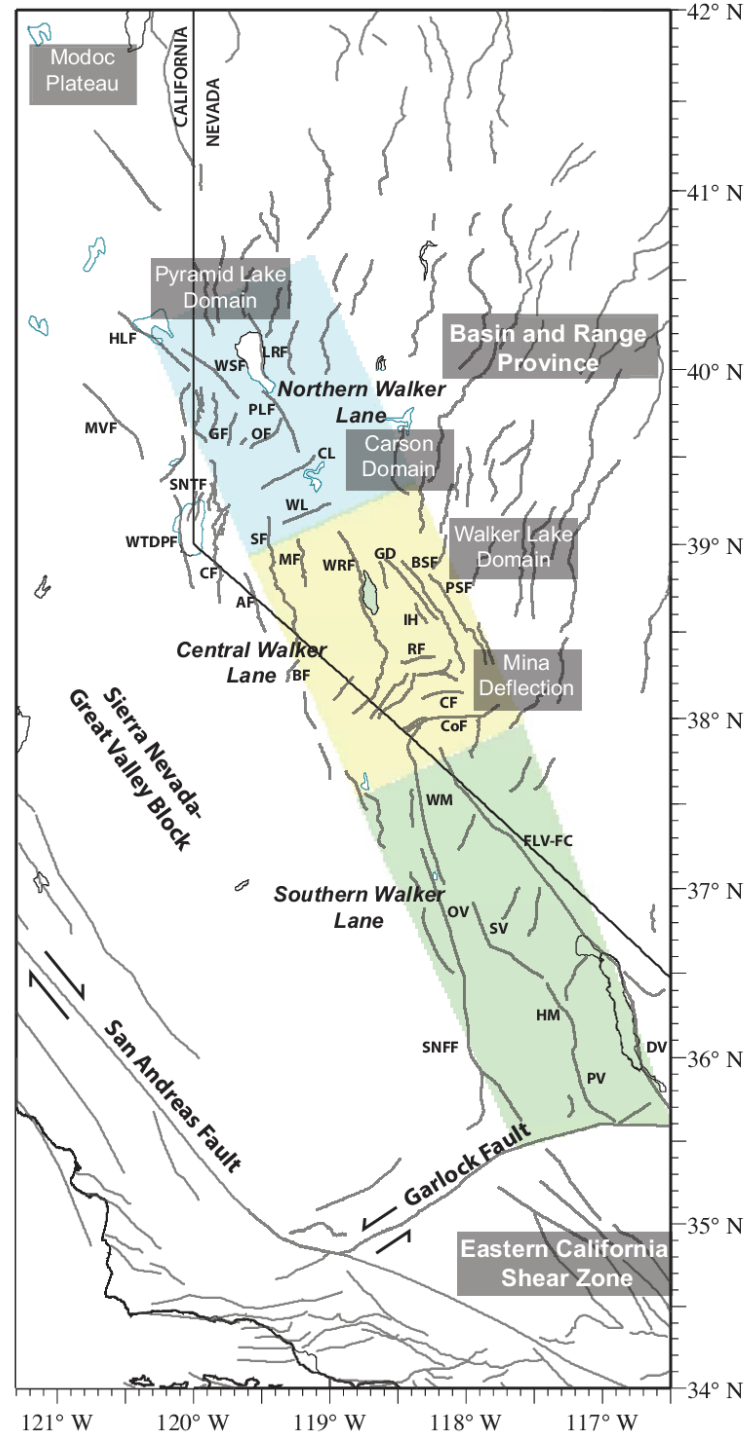 42° N
Modoc
Plateau
CALIFORNIA
NEVADA
41° N
Pyramid Lake
Domain
HLF
LRF
WSF
Basin and Range
Province
40° N
Northern Walker
Lane
PLF
MVF
GF
OF
Carson
Domain
CL
SNTF
WL
WTDPF
SF
39° N
Walker Lake
Domain
MF
WRF
GD
BSF
CF
PSF
AF
IH
Central Walker
Lane
RF
BF
Mina
Deflection
CF
CoF
38° N
Sierra Nevada-
Great Valley Block
WM
FLV-FC
Southern Walker
Lane
37° N
OV
SV
HM
SNFF
DV
36° N
PV
San Andreas Fault
Garlock Fault
35° N
Eastern California
Shear Zone
34° N
121° W
120° W
119° W
118° W
117° W